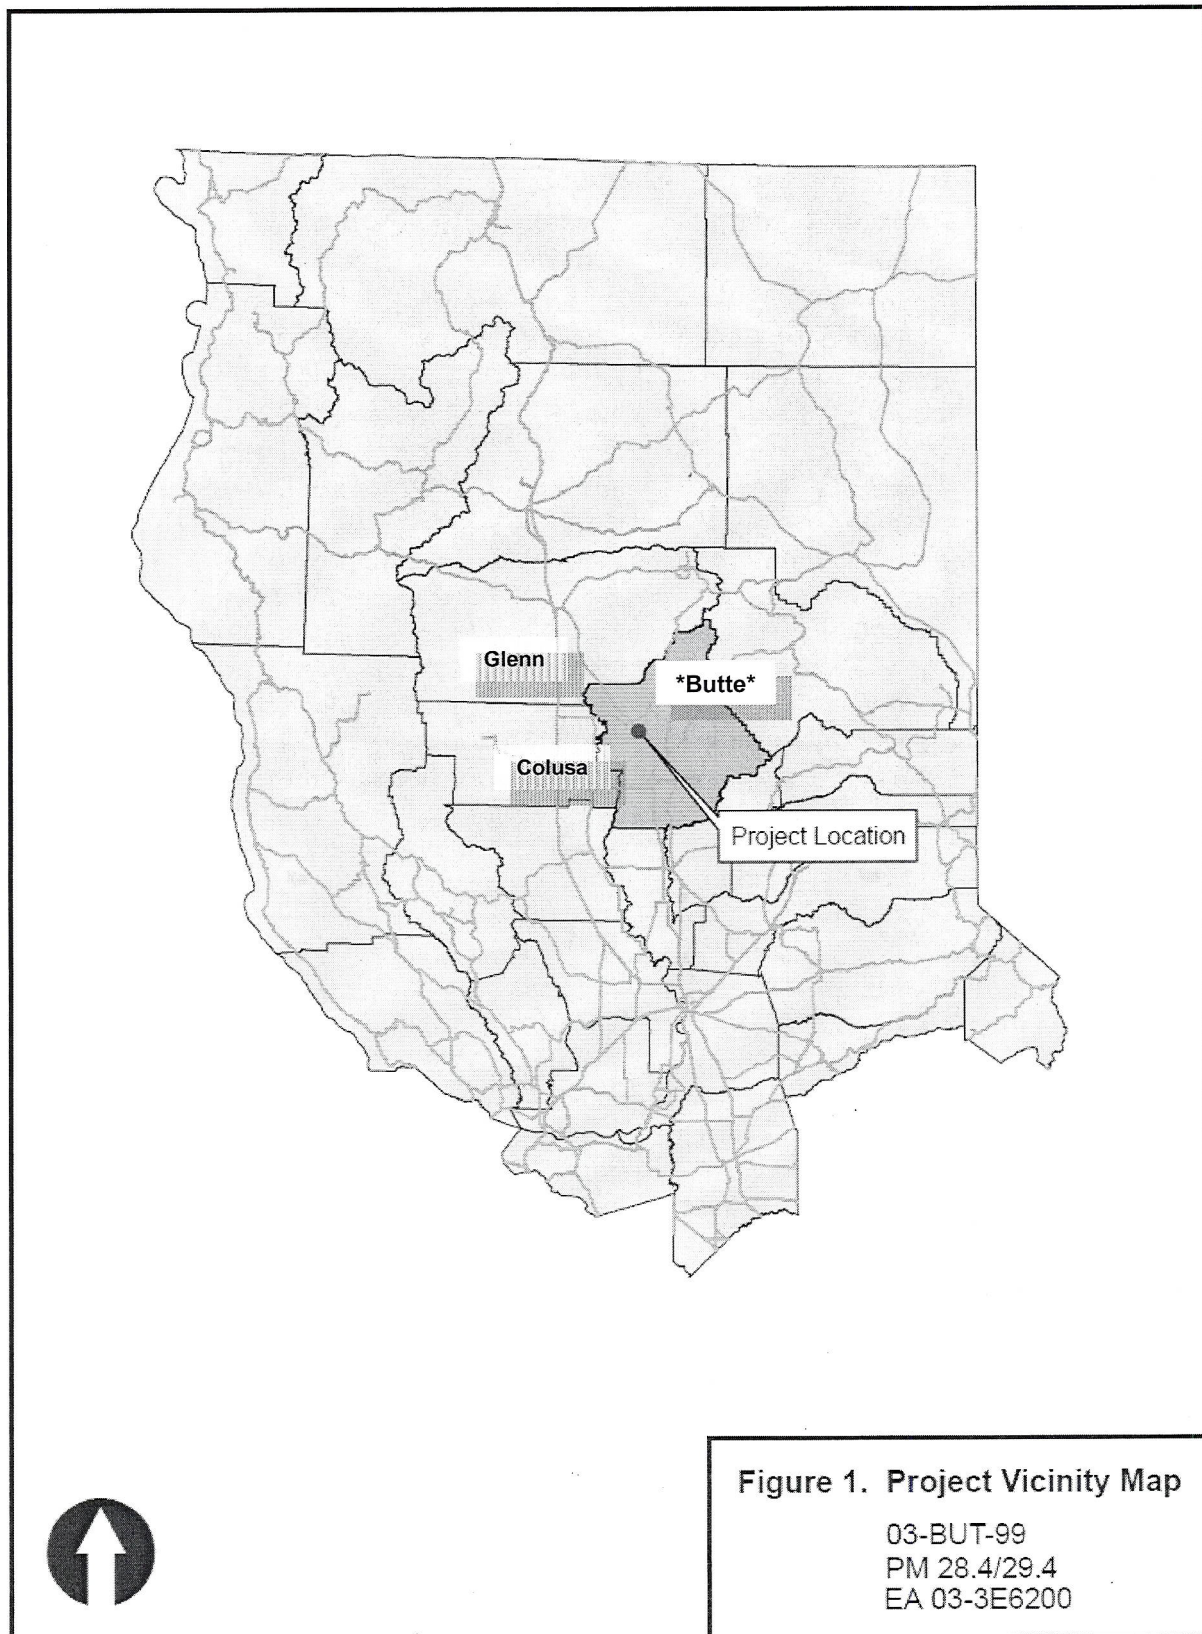 Glenn
*Butte*
Colusa
Project Location
Figure 1. Project Vicinity Map
03-BUT-99
PM 28.4/29.4
EA 03-3E6200